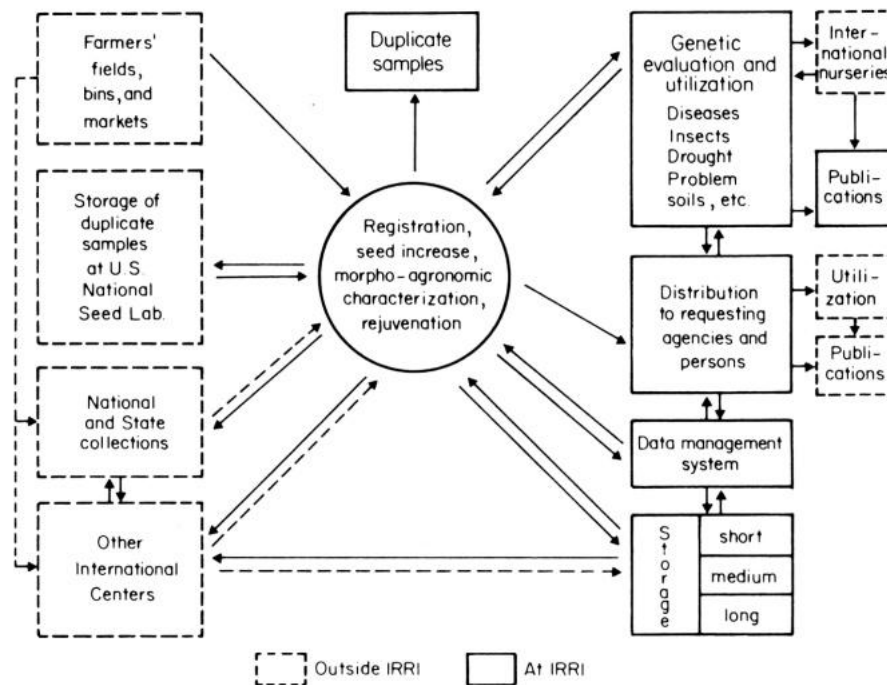 Farmers'
fields,
bins, and
markets
Duplicate
samples
Genetic
evaluation and
utilization
Diseases
Insects
Drought
Problem
soils, etc.
Inter-
national
nurseries
Publi-
cations
Storage of
duplicate
samples
at U.S.
National
Seed Lab.
Registration,
seed increase,
morpho-agronomic
characterization,
rejuvenation
Distribution
to requesting
agencies and
persons
Utili-
zation
Publi-
cations
National
and State
collections
Data management
system
Other
International
Centers
Storage
short
medium
long
Outside IRRI
At IRRI